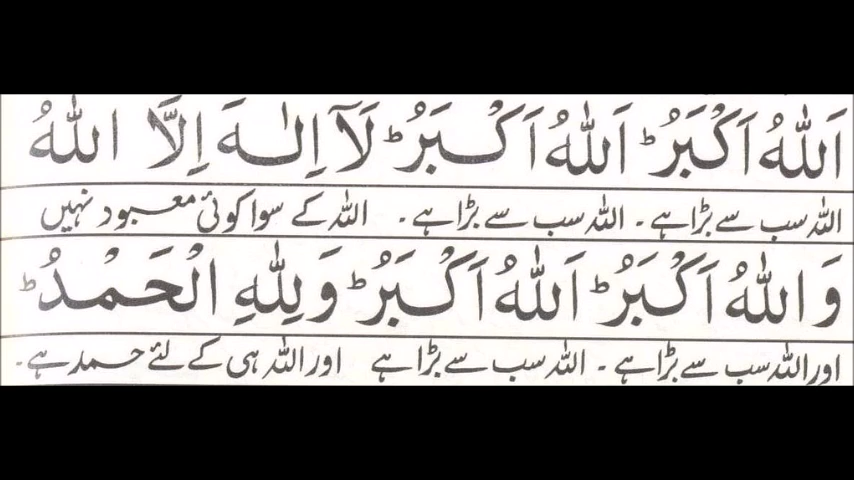 اَللّٰهُ اَكْبَرُ ؕ اَللّٰهُ اَكْبَرُ ؕ لَآ اِلٰـهَ اِلَّا اللّٰهُ
اللہ سب سے بڑا ہے۔ اللہ سب سے بڑا ہے۔ اللہ کے سوا کوئی معبود نہیں
وَاللّٰهُ اَكْبَرُ ؕ اَللّٰهُ اَكْبَرُ ؕ وَلِلّٰهِ الْحَمْدُ ؕ
اور اللہ سب سے بڑا ہے۔ اللہ سب سے بڑا ہے اور اللہ ہی کے لئے حمد ہے۔